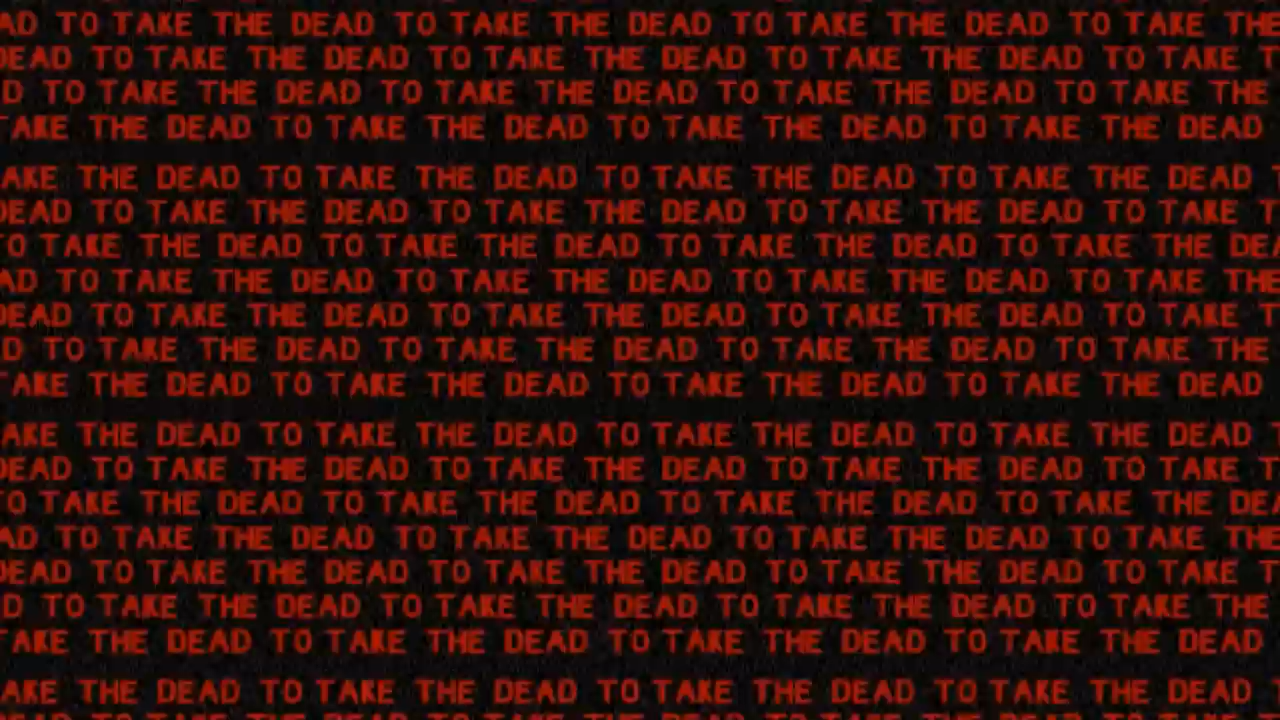 AD TO TAKE THE DEAD TO TAKE THE DEAD TO TAKE THE DEAD TO TAKE THE
DEAD TO TAKE THE DEAD TO TAKE THE DEAD TO TAKE THE DEAD TO TAKE T
D TO TAKE THE DEAD TO TAKE THE DEAD TO TAKE THE DEAD TO TAKE THE
TAKE THE DEAD TO TAKE THE DEAD TO TAKE THE DEAD TO TAKE THE DEAD
AKE THE DEAD TO TAKE THE DEAD TO TAKE THE DEAD TO TAKE THE DEAD T
DEAD TO TAKE THE DEAD TO TAKE THE DEAD TO TAKE THE DEAD TO TAKE T
O TAKE THE DEAD TO TAKE THE DEAD TO TAKE THE DEAD TO TAKE THE DEA
AD TO TAKE THE DEAD TO TAKE THE DEAD TO TAKE THE DEAD TO TAKE THE
DEAD TO TAKE THE DEAD TO TAKE THE DEAD TO TAKE THE DEAD TO TAKE T
D TO TAKE THE DEAD TO TAKE THE DEAD TO TAKE THE DEAD TO TAKE THE
TAKE THE DEAD TO TAKE THE DEAD TO TAKE THE DEAD TO TAKE THE DEAD
AKE THE DEAD TO TAKE THE DEAD TO TAKE THE DEAD TO TAKE THE DEAD T
DEAD TO TAKE THE DEAD TO TAKE THE DEAD TO TAKE THE DEAD TO TAKE T
O TAKE THE DEAD TO TAKE THE DEAD TO TAKE THE DEAD TO TAKE THE DEA
AD TO TAKE THE DEAD TO TAKE THE DEAD TO TAKE THE DEAD TO TAKE THE
DEAD TO TAKE THE DEAD TO TAKE THE DEAD TO TAKE THE DEAD TO TAKE T
D TO TAKE THE DEAD TO TAKE THE DEAD TO TAKE THE DEAD TO TAKE THE
TAKE THE DEAD TO TAKE THE DEAD TO TAKE THE DEAD TO TAKE THE DEAD
AKE THE DEAD TO TAKE THE DEAD TO TAKE THE DEAD TO TAKE THE DEAD T